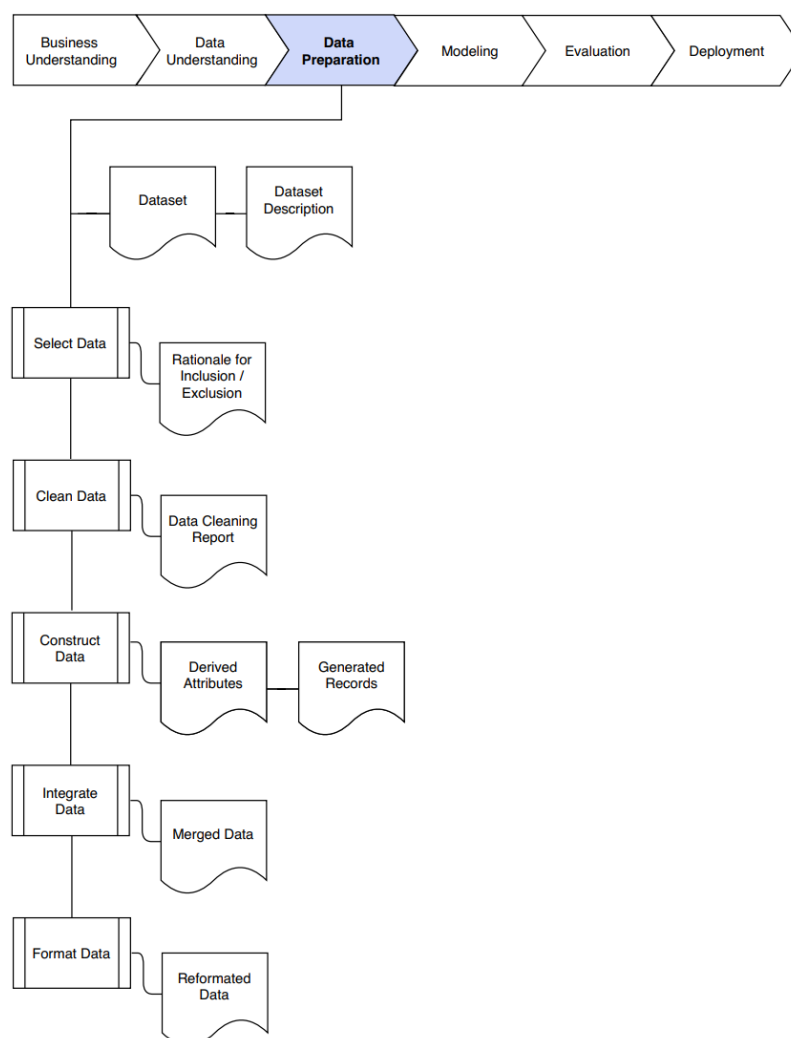 Business
Understanding
Data
Understanding
Data
Preparation
Modeling
Evaluation
Deployment
Dataset
Dataset
Description
Select Data
Rationale for
Inclusion /
Exclusion
Clean Data
Data Cleaning
Report
Construct
Data
Derived
Attributes
Generated
Records
Integrate
Data
Merged Data
Format Data
Reformated
Data